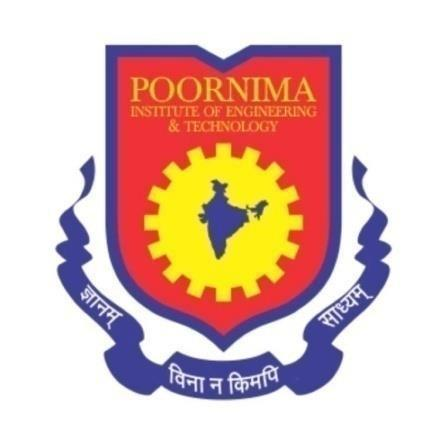 POORNIMA
INSTITUTE OF ENGINEERING
& TECHNOLOGY
ज्ञानम्
विना न किमपि
साध्यम्